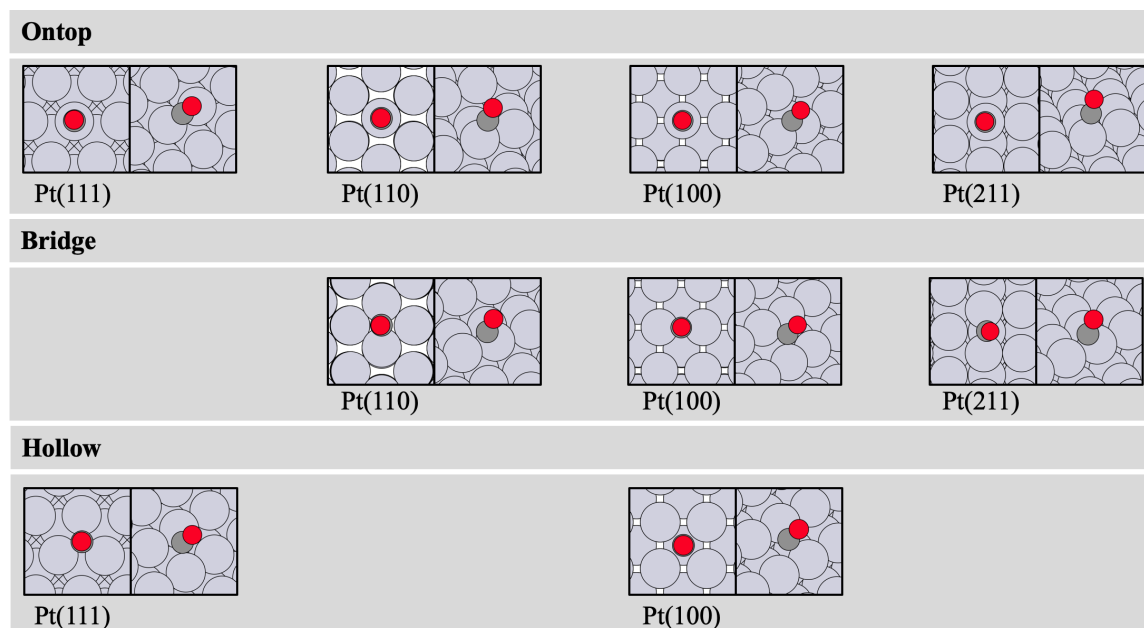 Ontop
Pt(111) Pt(110) Pt(100) Pt(211)
Bridge
Pt(110) Pt(100) Pt(211)
Hollow
Pt(111) Pt(100)